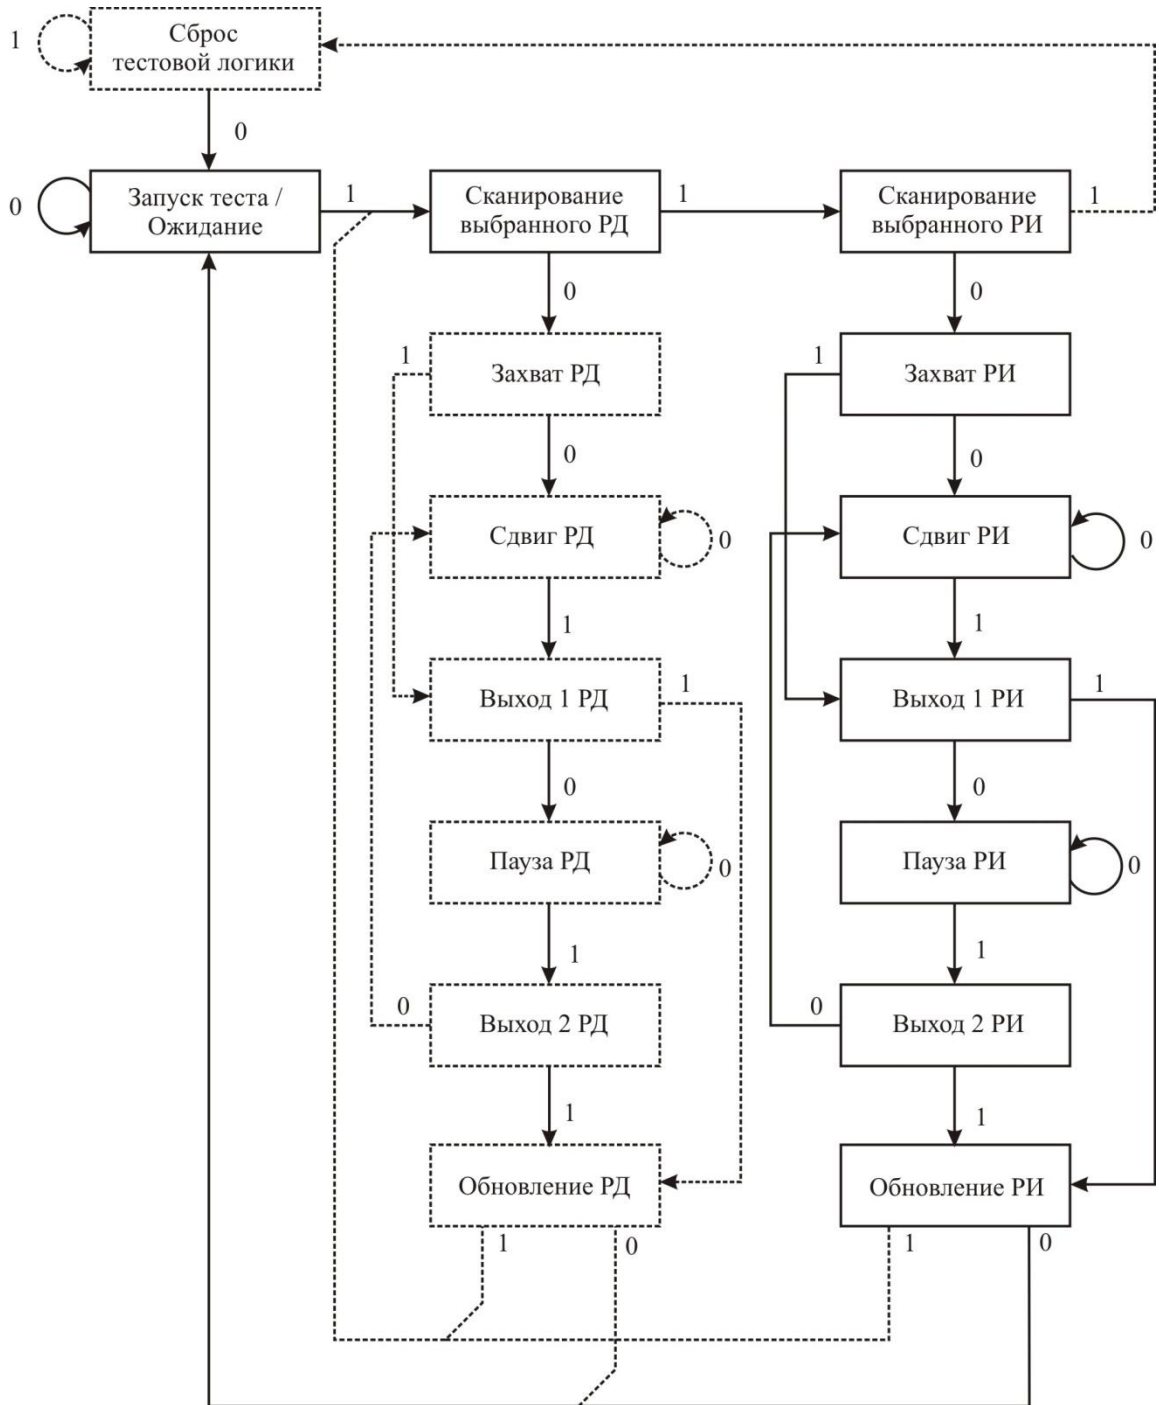 1
Сброс
тестовой логики
0
0
Запуск теста /
Ожидание
1
Сканирование
выбранного РД
1
Сканирование
выбранного РИ
1
0
0
1
Захват РД
1
Захват РИ
0
0
Сдвиг РД
0
Сдвиг РИ
0
1
1
Выход 1 РД
1
Выход 1 РИ
1
0
0
Пауза РД
0
Пауза РИ
0
1
1
0
Выход 2 РД
0
Выход 2 РИ
1
1
Обновление РД
Обновление РИ
1
0
1
0